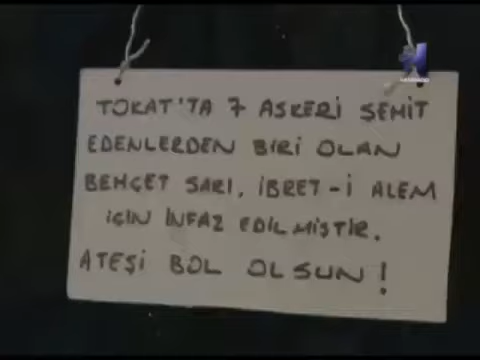 TOKAT'TA 7 ASKERİ ŞEHİT
EDENLERDEN BİRİ OLAN
BEHÇET SARI, İBRET-İ ALEM
İÇİN İNFAZ EDİLMİŞTİR.
ATEŞİ BOL OLSUN!